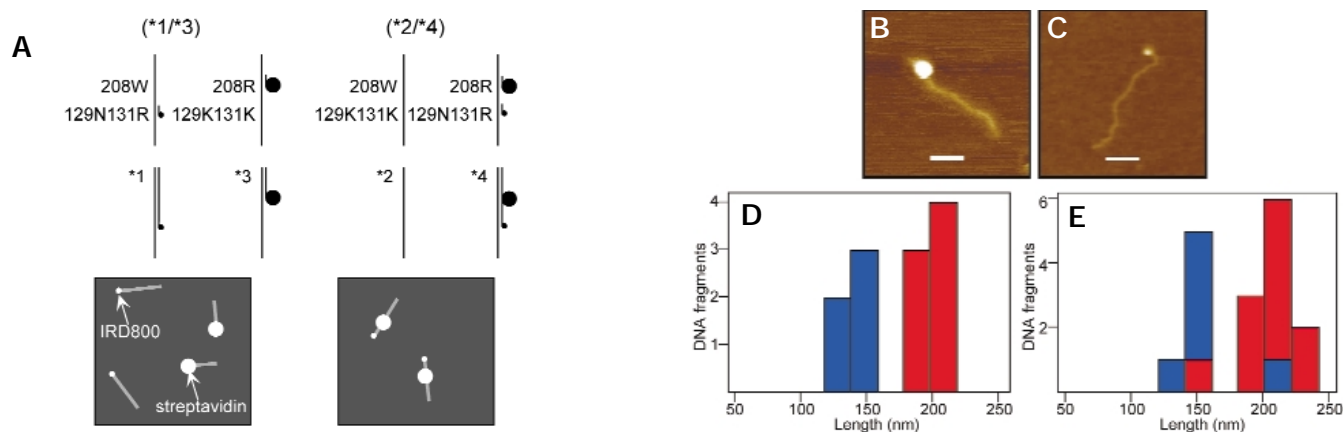 A
(*1/*3) (*2/*4)
208W 208R 208W 208R
129N131R 129K131K 129K131K 129N131R
*1 *3 *2 *4
IRD800
streptavidin
B C
D
DNA fragments
4
3
2
1
50 100 150 200 250
Length (nm)
E
DNA fragments
6
4
2
50 100 150 200 250
Length (nm)